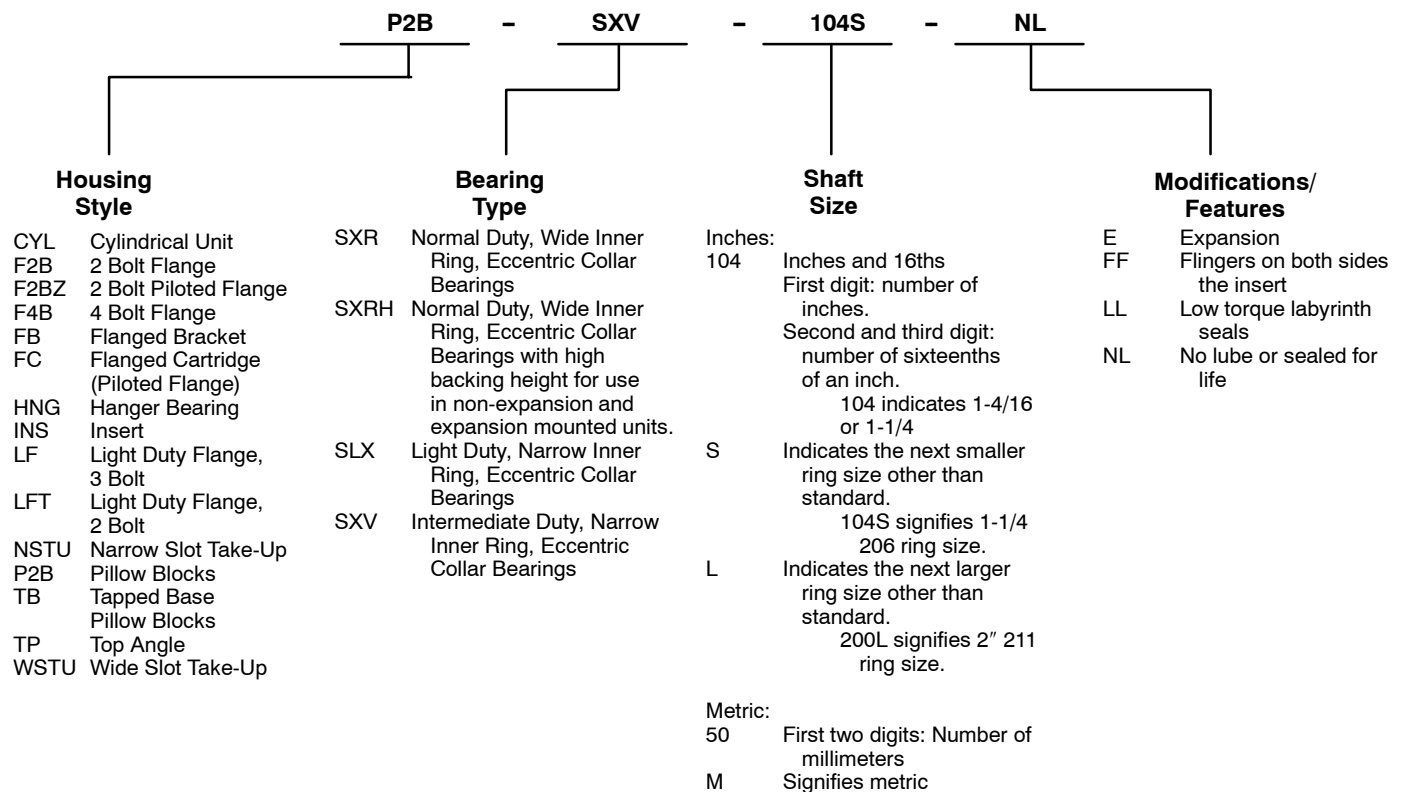 P2B – SXV – 104S – NL
Housing
Style
CYL Cylindrical Unit
F2B 2 Bolt Flange
F2BZ 2 Bolt Piloted Flange
F4B 4 Bolt Flange
FB Flanged Bracket
FC Flanged Cartridge
(Piloted Flange)
HNG Hanger Bearing
INS Insert
LF Light Duty Flange,
3 Bolt
LFT Light Duty Flange,
2 Bolt
NSTU Narrow Slot Take-Up
P2B Pillow Blocks
TB Tapped Base
Pillow Blocks
TP Top Angle
WSTU Wide Slot Take-Up
Bearing
Type
SXR Normal Duty, Wide Inner
Ring, Eccentric Collar
Bearings
SXRH Normal Duty, Wide Inner
Ring, Eccentric Collar
Bearings with high
backing height for use
in non-expansion and
expansion mounted units.
SLX Light Duty, Narrow Inner
Ring, Eccentric Collar
Bearings
SXV Intermediate Duty, Narrow
Inner Ring, Eccentric
Collar Bearings
Shaft
Size
Inches:
104 Inches and 16ths
First digit: number of
inches.
Second and third digit:
number of sixteenths
of an inch.
104 indicates 1-4/16
or 1-1/4
S Indicates the next smaller
ring size other than
standard.
104S signifies 1-1/4
206 ring size.
L Indicates the next larger
ring size other than
standard.
200L signifies 2″ 211
ring size.
Metric:
50 First two digits: Number of
millimeters
M Signifies metric
Modifications/
Features
E Expansion
FF Flingers on both sides
the insert
LL Low torque labyrinth
seals
NL No lube or sealed for
life